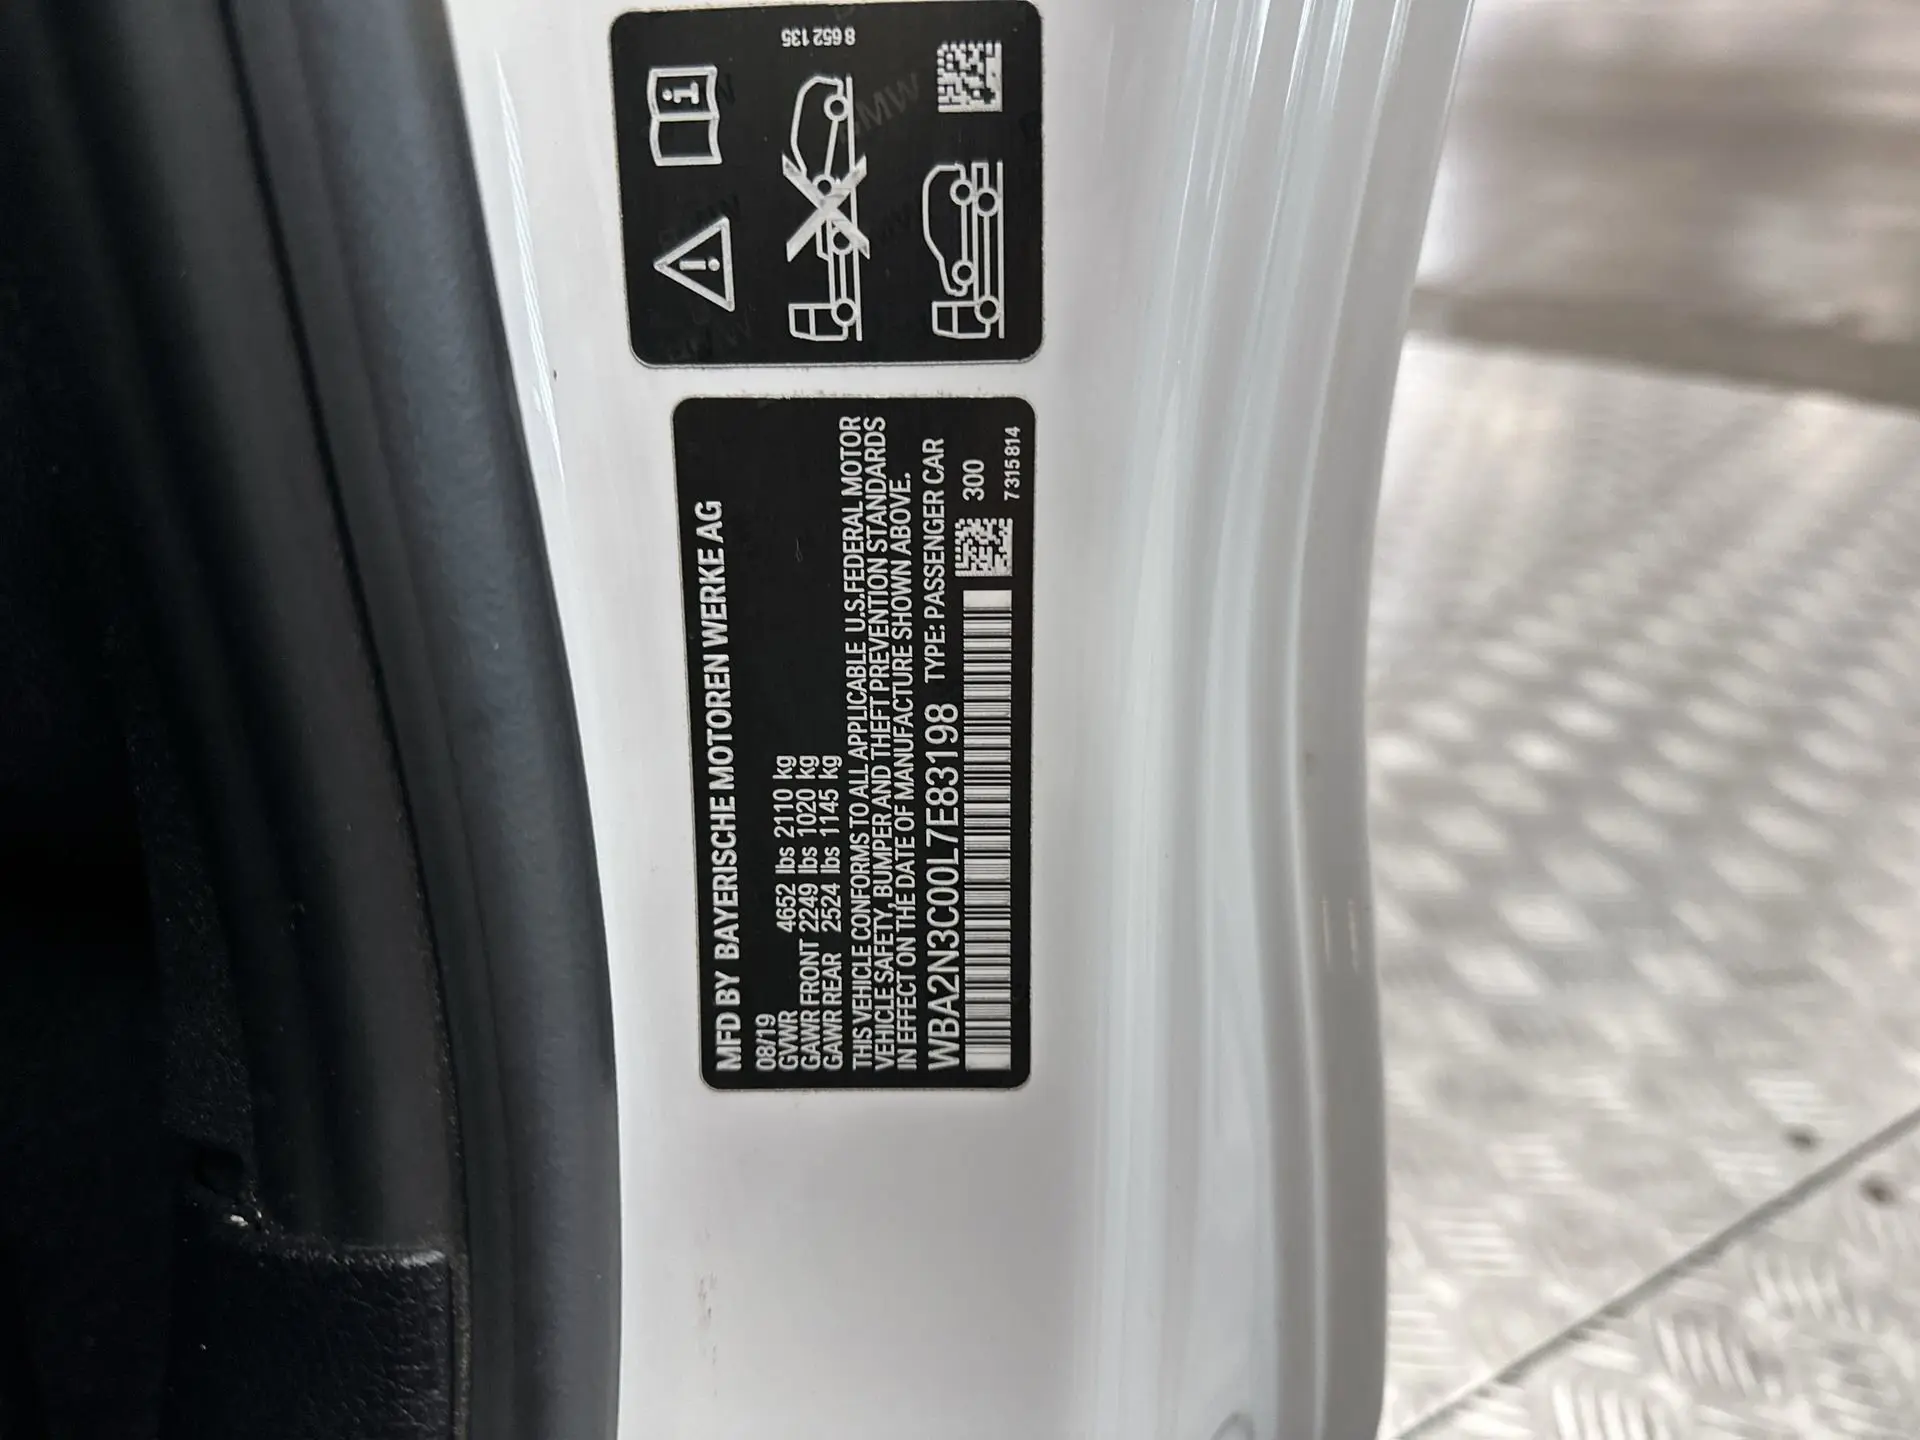 8 652 135
MFD BY BAYERISCHE MOTOREN WERKE AG
08/19
GVWR 4652 lbs 2110 kg
GAWR FRONT 2249 lbs 1020 kg
GAWR REAR 2524 lbs 1145 kg
THIS VEHICLE CONFORMS TO ALL APPLICABLE U.S.FEDERAL MOTOR
VEHICLE SAFETY, BUMPER AND THEFT PREVENTION STANDARDS
IN EFFECT ON THE DATE OF MANUFACTURE SHOWN ABOVE.
WBA2N3C00L7E83198 TYPE: PASSENGER CAR
300
7315814